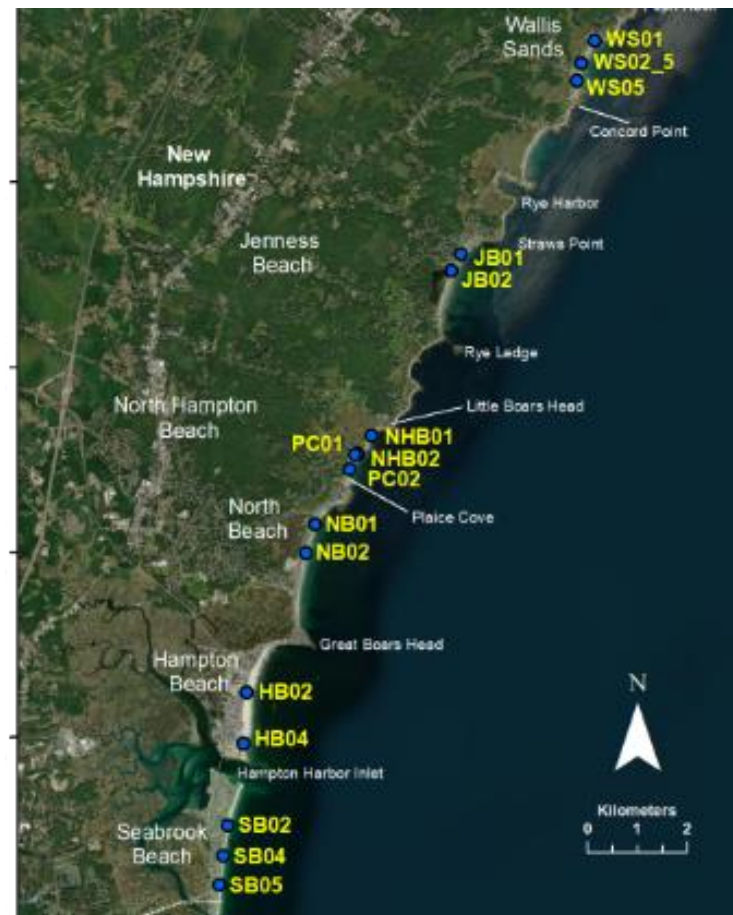 Wallis
Sands
WS01
WS02_5
WS05
Concord Point
New
Hampshire
Rye Harbor
Jenness
Beach
Straws Point
JB01
JB02
Rye Ledge
North Hampton
Beach
Little Boars Head
PC01
NHB01
NHB02
PC02
North
Beach
NB01
Plaice Cove
NB02
Great Boars Head
Hampton
Beach
HB02
HB04
Hampton Harbor Inlet
N
Kilometers
0 1 2
Seabrook
Beach
SB02
SB04
SB05